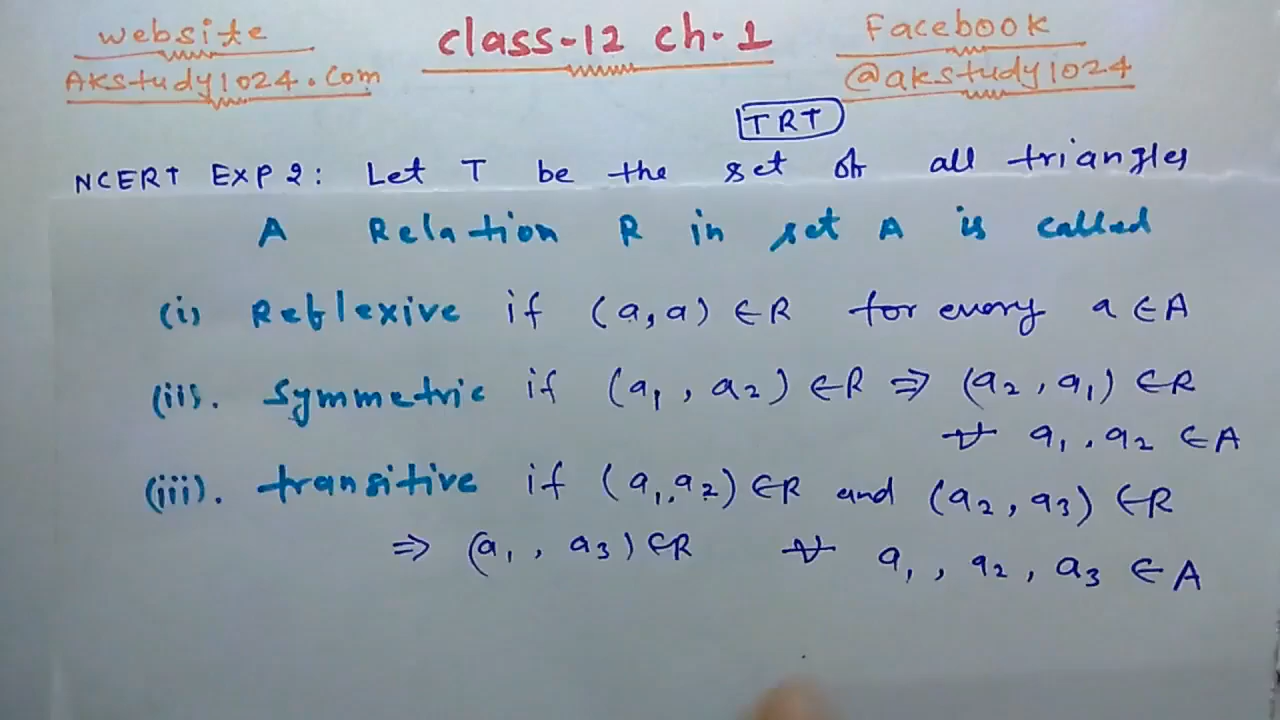 website
class-12 ch.1
Facebook
AKstudy1024.com
@akstudy1024
TRT
NCERT EXP 2: Let T be the set of all triangles
A Relation R in set A is called
(i) Reflexive if (a,a) ∈R for every a ∈A
(ii). Symmetric if (a₁, a₂) ∈R ⇒ (a₂, a₁) ∈R
∀ a₁, a₂ ∈A
(iii). transitive if (a₁,a₂) ∈R and (a₂, a₃) ∈R
⇒ (a₁, a₃) ∈R ∀ a₁, a₂, a₃ ∈ A